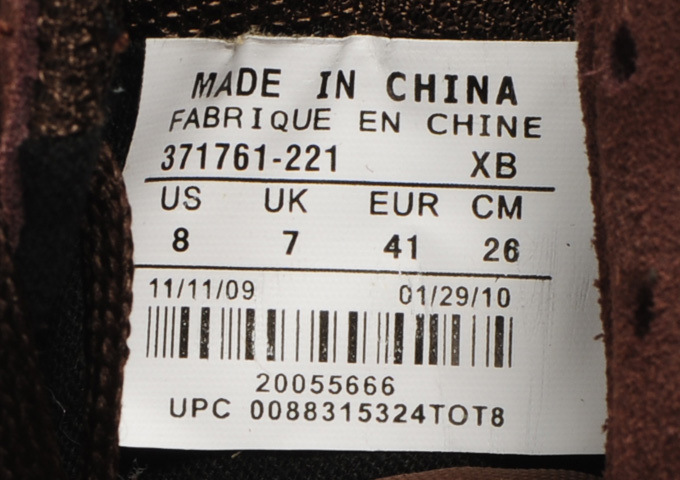 MADE IN CHINA
FABRIQUE EN CHINE
371761-221 XB
US UK EUR CM
8 7 41 26
11/11/09 01/29/10
20055666
UPC 0088315324TOT8